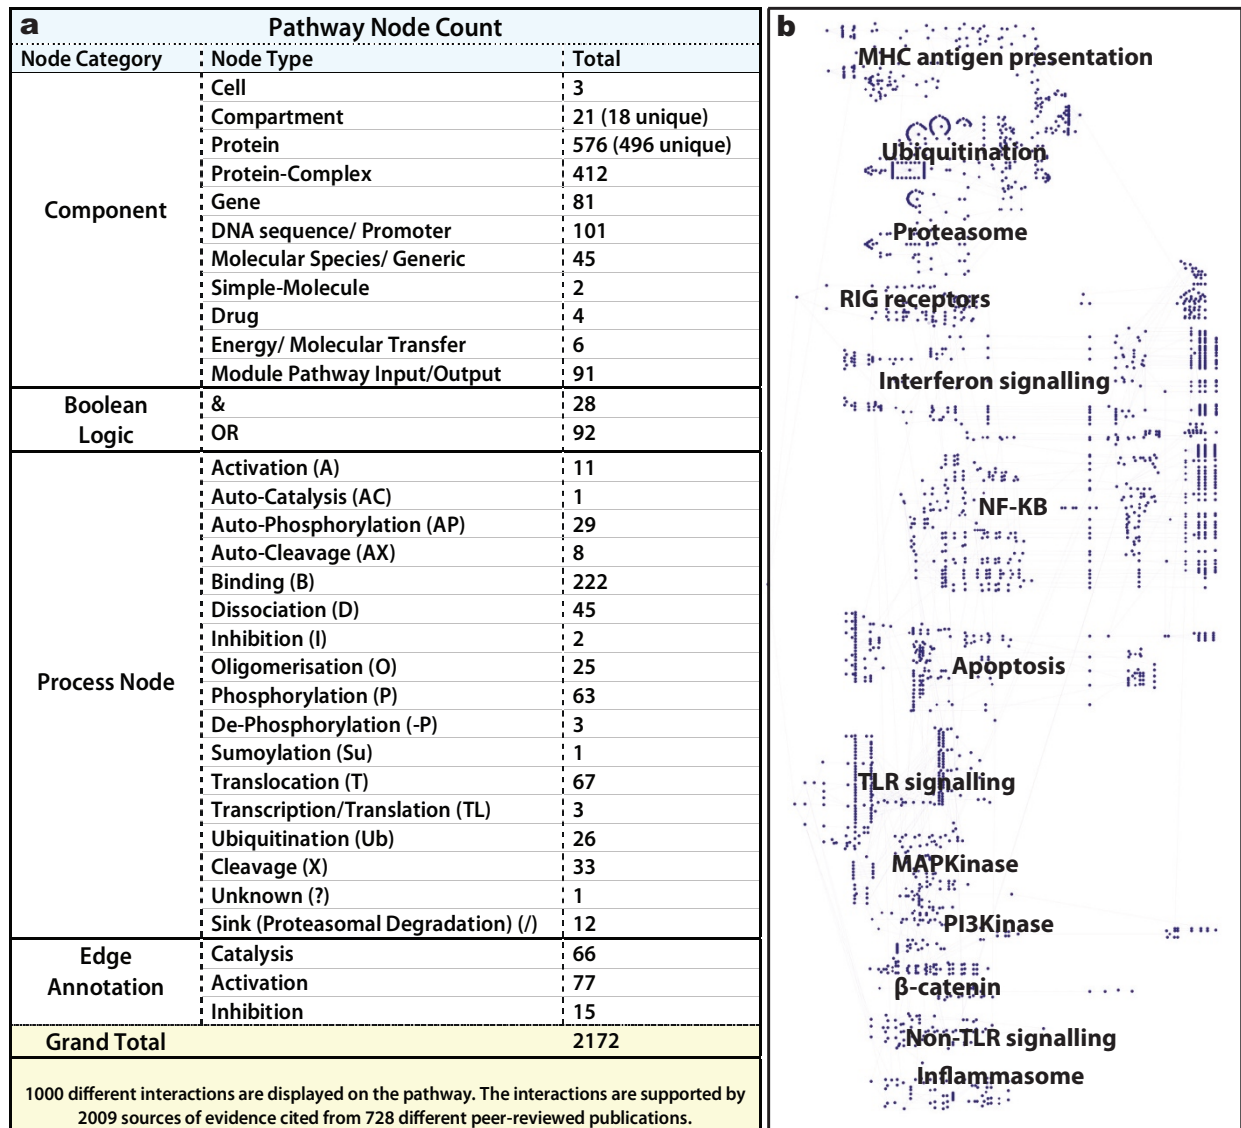 a
Pathway Node Count
Node Category Node Type Total
Component
Cell 3
Compartment 21 (18 unique)
Protein 576 (496 unique)
Protein-Complex 412
Gene 81
DNA sequence/ Promoter 101
Molecular Species/ Generic 45
Simple-Molecule 2
Drug 4
Energy/ Molecular Transfer 6
Module Pathway Input/Output 91
Boolean
Logic
& 28
OR 92
Process Node
Activation (A) 11
Auto-Catalysis (AC) 1
Auto-Phosphorylation (AP) 29
Auto-Cleavage (AX) 8
Binding (B) 222
Dissociation (D) 45
Inhibition (I) 2
Oligomerisation (O) 25
Phosphorylation (P) 63
De-Phosphorylation (-P) 3
Sumoylation (Su) 1
Translocation (T) 67
Transcription/Translation (TL) 3
Ubiquitination (Ub) 26
Cleavage (X) 33
Unknown (?) 1
Sink (Proteasomal Degradation) (/) 12
Edge
Annotation
Catalysis 66
Activation 77
Inhibition 15
Grand Total 2172
1000 different interactions are displayed on the pathway. The interactions are supported by
2009 sources of evidence cited from 728 different peer-reviewed publications.
b
MHC antigen presentation
Ubiquitination
Proteasome
RIG receptors
Interferon signalling
NF-KB
Apoptosis
TLR signalling
MAPKinase
PI3Kinase
β-catenin
Non-TLR signalling
Inflammasome